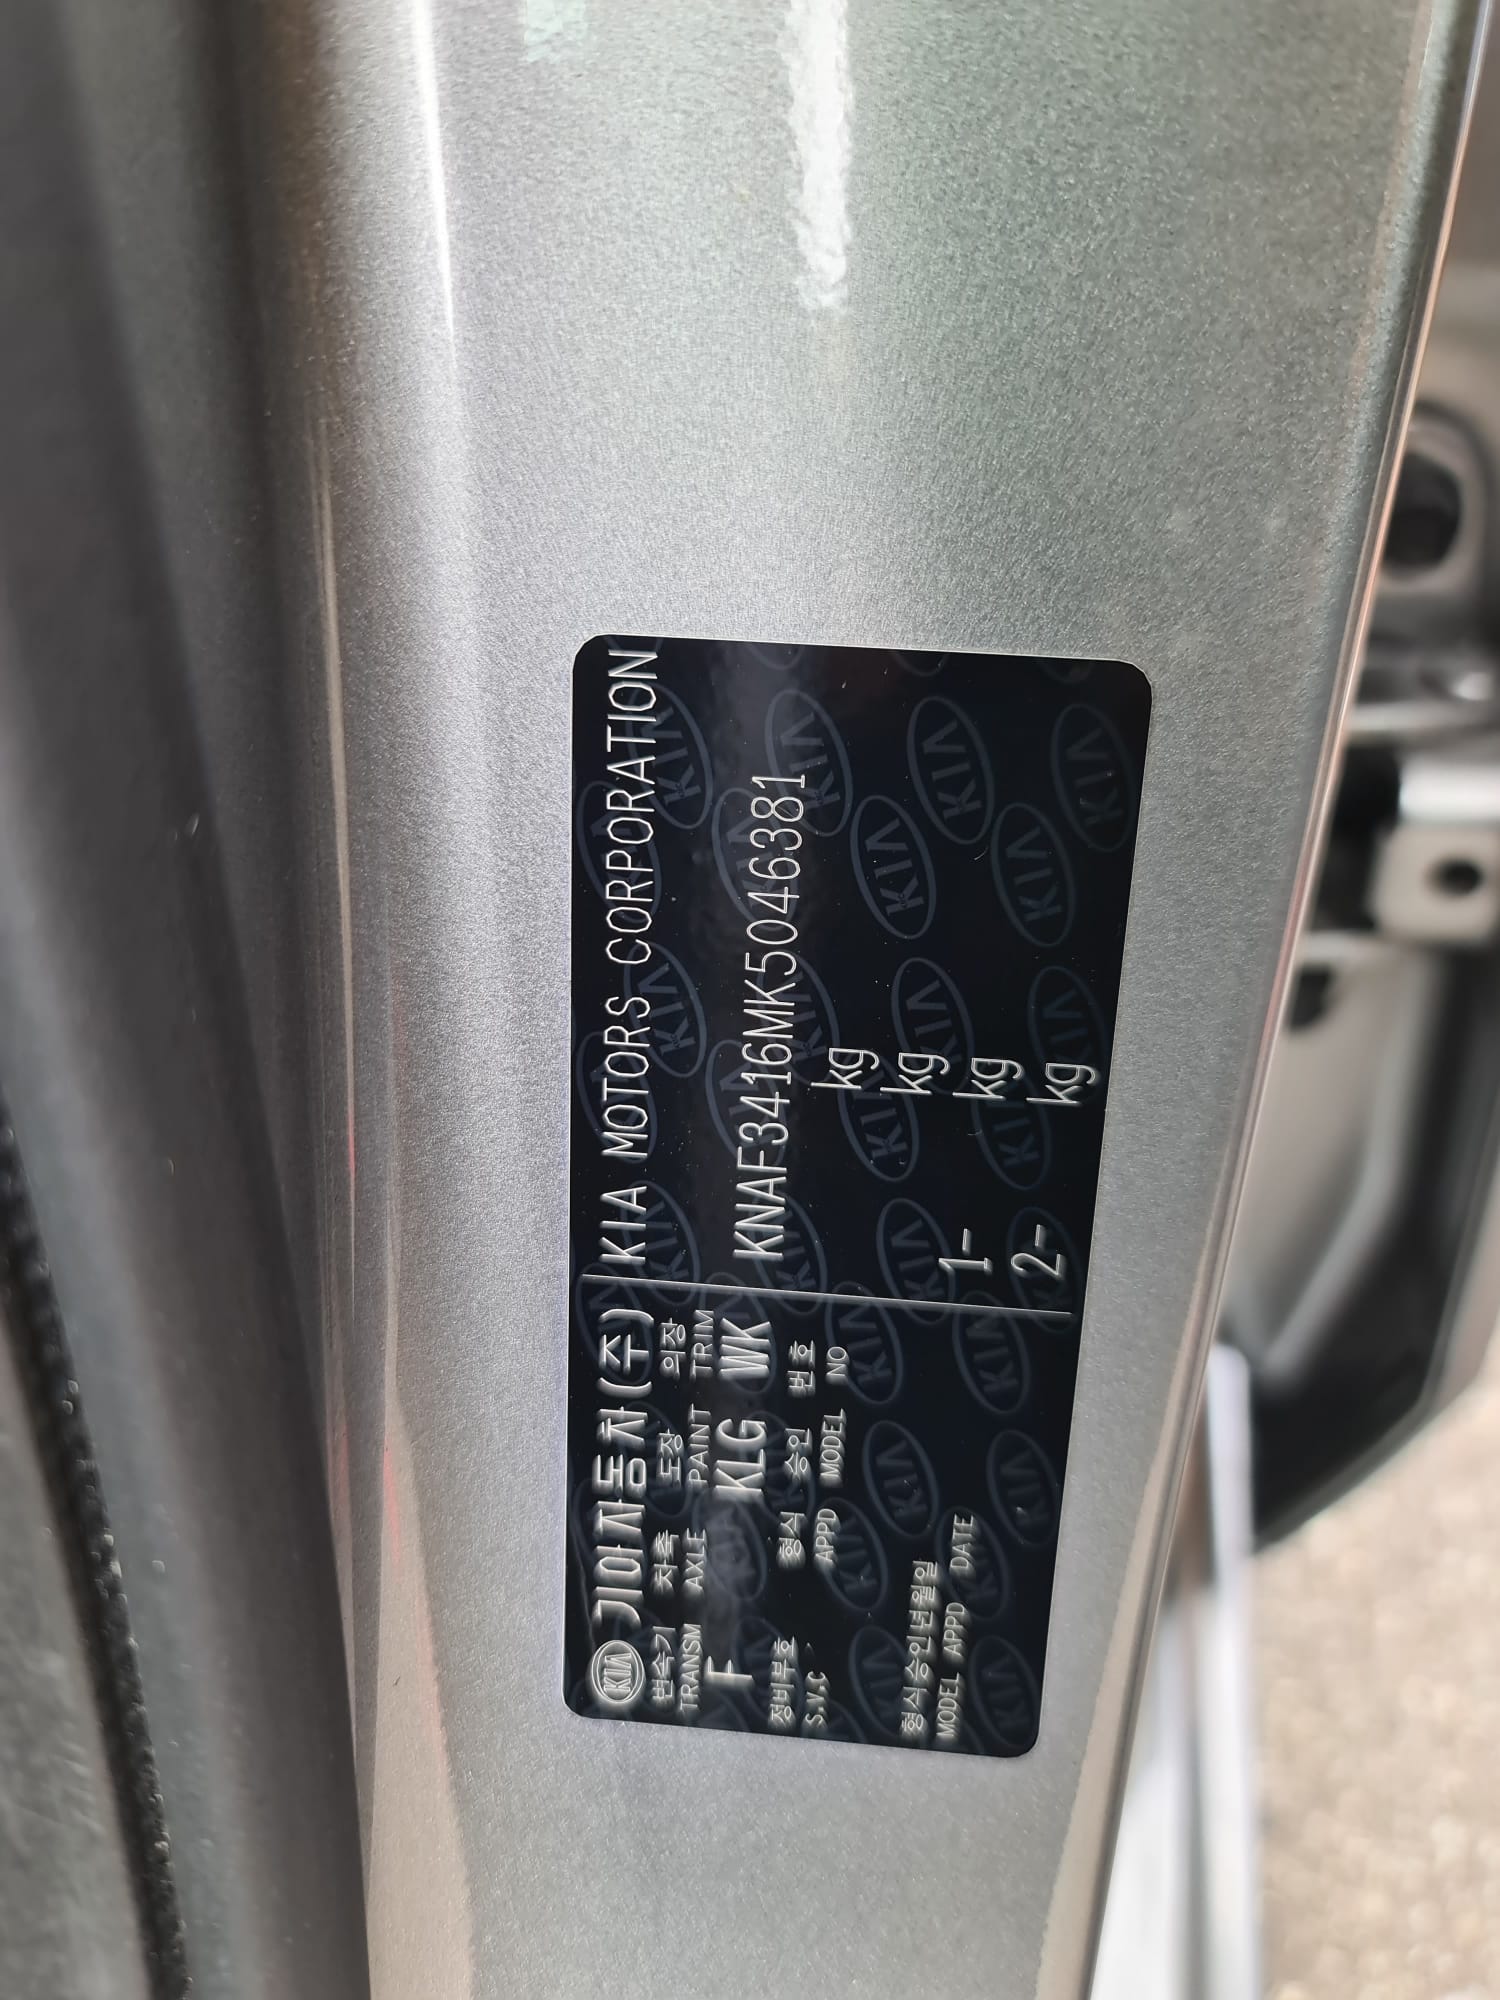 KIA 기아자동차(주) KIA MOTORS CORPORATION
변속기 차축 도장 의장
TRANSM AXLE PAINT TRIM
F KLG WK KNAF3416MK5046381
정비부호 형식 승인 번호
S.V.C APPD MODEL NO
kg
kg
형식승인년월일 1- kg
MODEL APPD DATE
2- kg